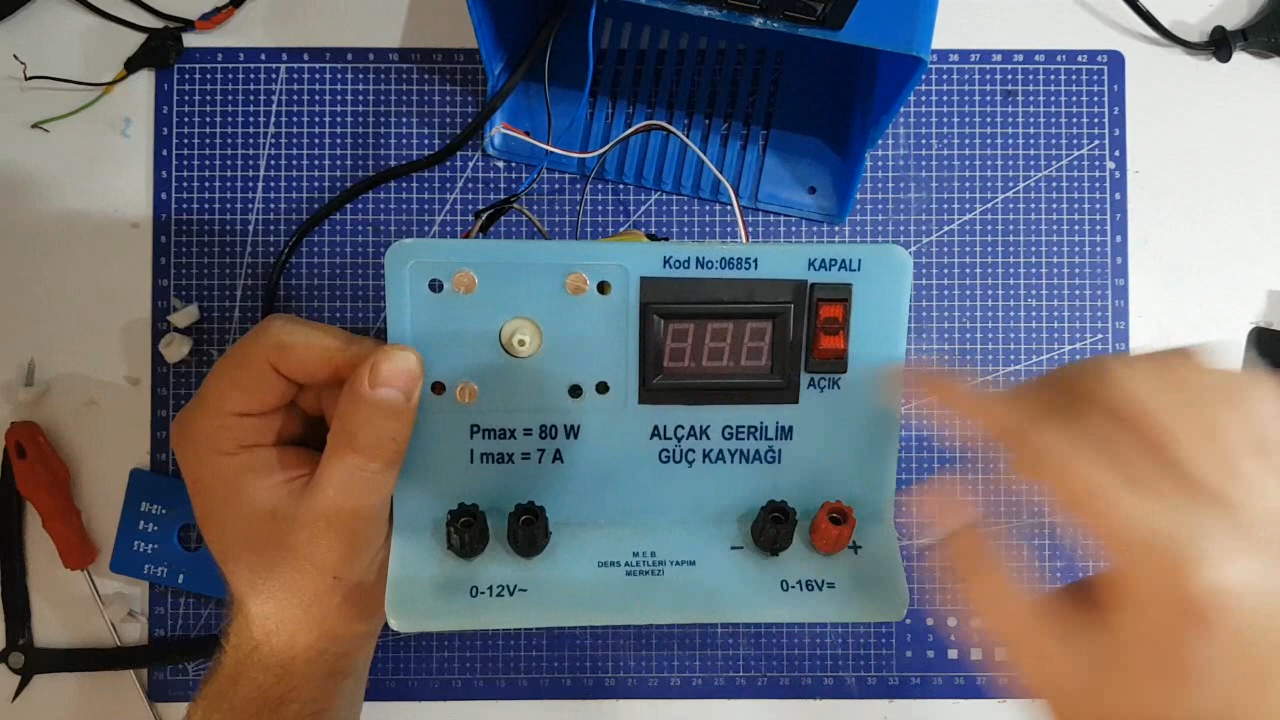 Kod No:06851
KAPALI
AÇIK
Pmax = 80 W
I max = 7 A
ALÇAK GERİLİM
GÜÇ KAYNAĞI
M.E.B.
DERS ALETLERİ YAPIM
MERKEZİ
- +
0-12V~
0-16V=